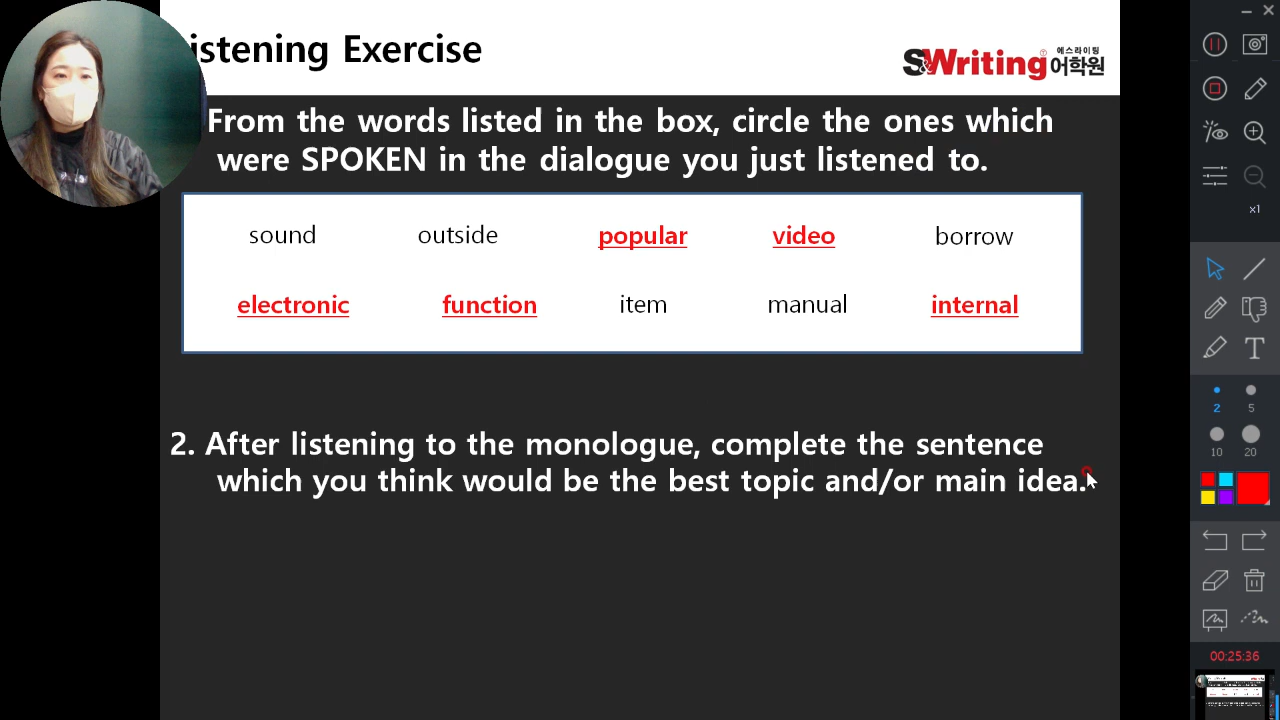 istening Exercise
S&Writing
에스라이팅
어학원
From the words listed in the box, circle the ones which
were SPOKEN in the dialogue you just listened to.
sound outside popular video borrow
electronic function item manual internal
2. After listening to the monologue, complete the sentence
which you think would be the best topic and/or main idea.
x1
T
2 5
10 20
00:25:36